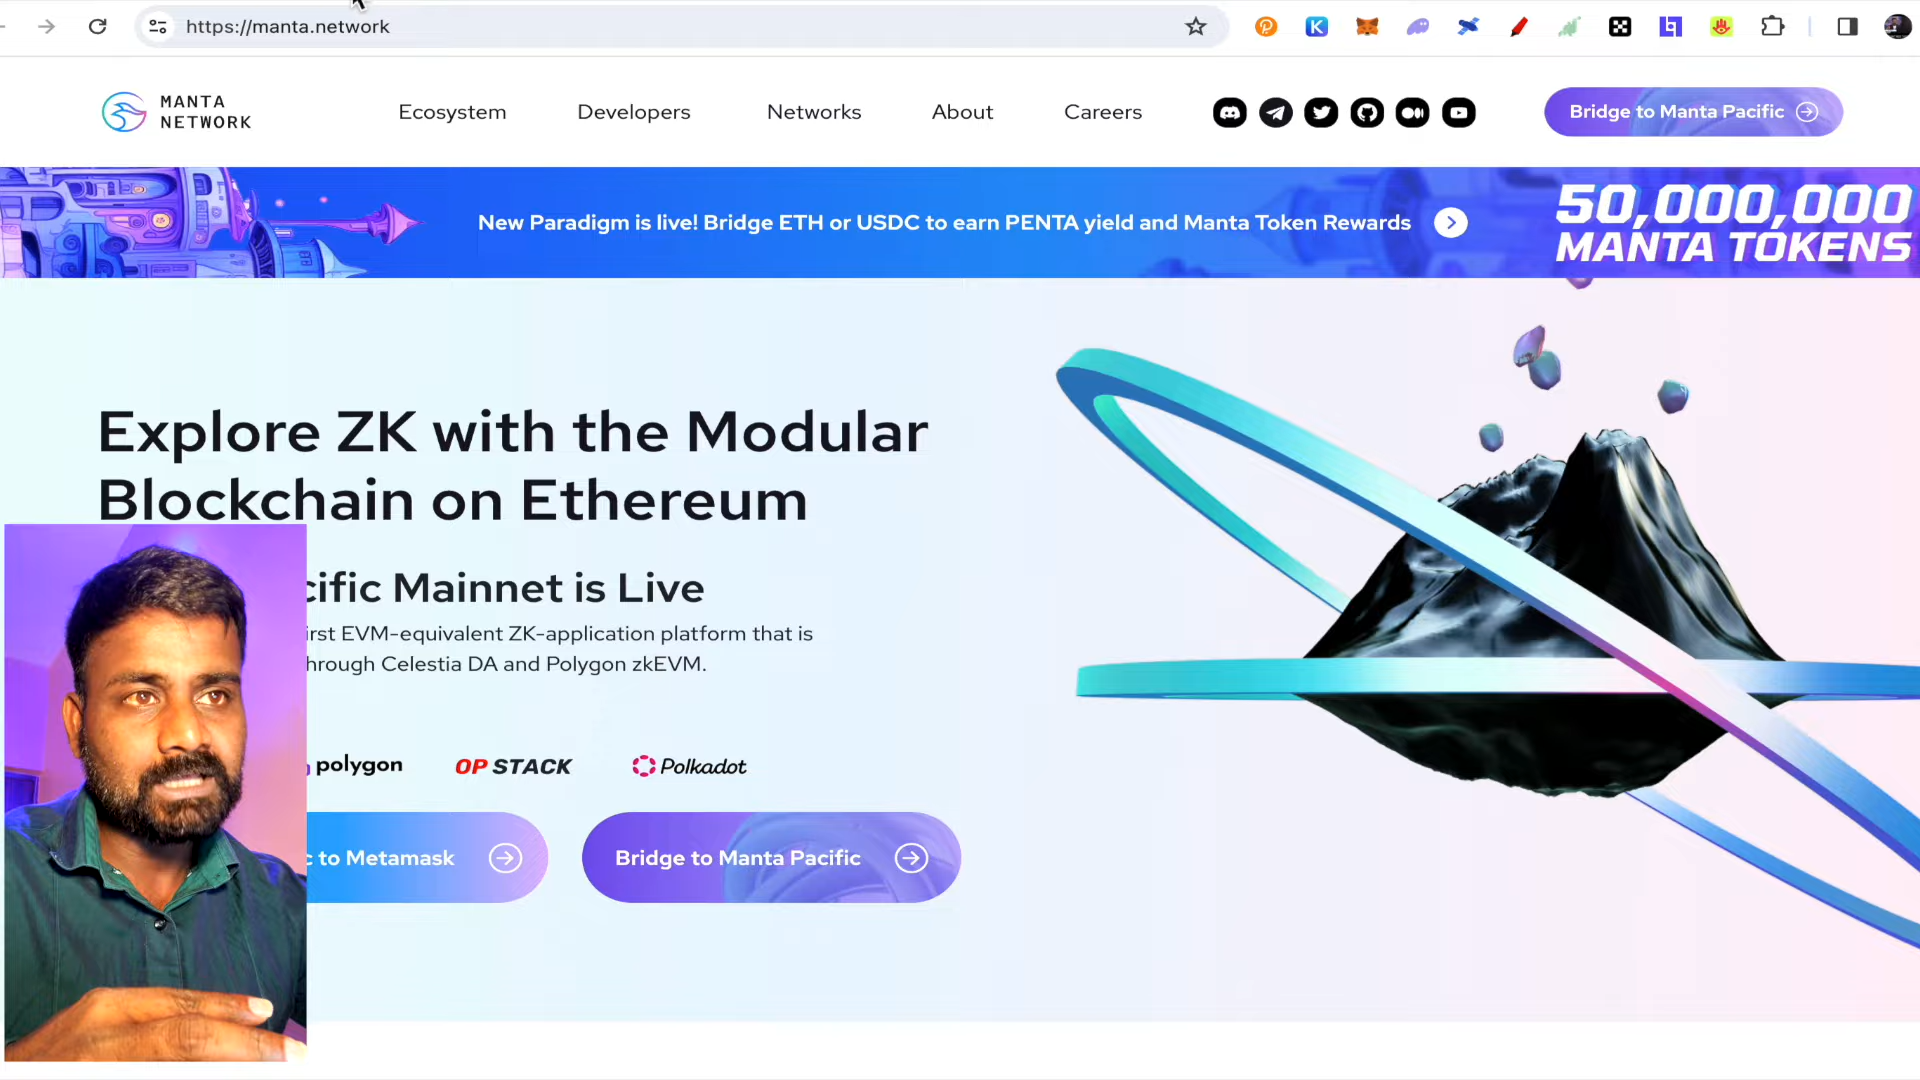 https://manta.network
MANTA
NETWORK
Ecosystem
Developers
Networks
About
Careers
Bridge to Manta Pacific
New Paradigm is live! Bridge ETH or USDC to earn PENTA yield and Manta Token Rewards
50,000,000
MANTA TOKENS
Explore ZK with the Modular
Blockchain on Ethereum
Mainnet is Live
EVM-equivalent ZK-application platform that is
Celestia DA and Polygon zkEVM.
polygon
OP STACK
Polkadot
to Metamask
Bridge to Manta Pacific